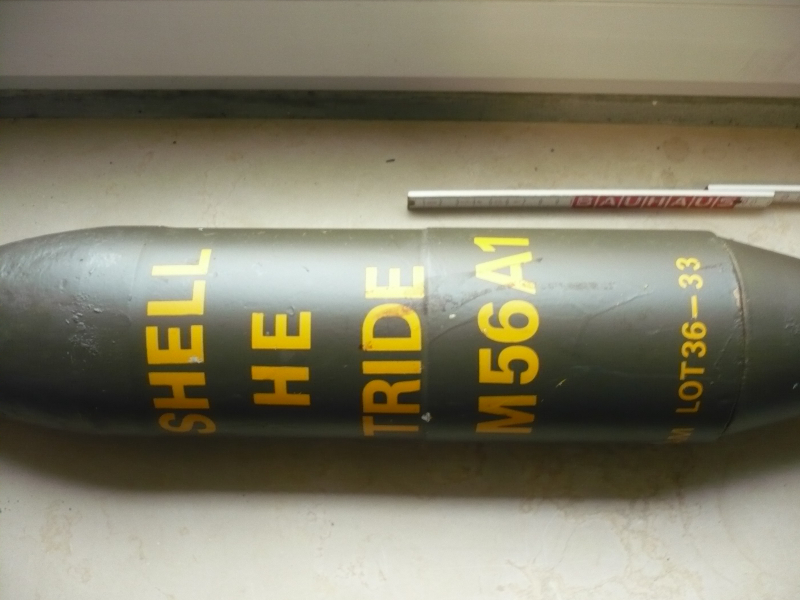 SHELL
HE
TRIDE
M56A1
LOT36-33
BAUHAUS